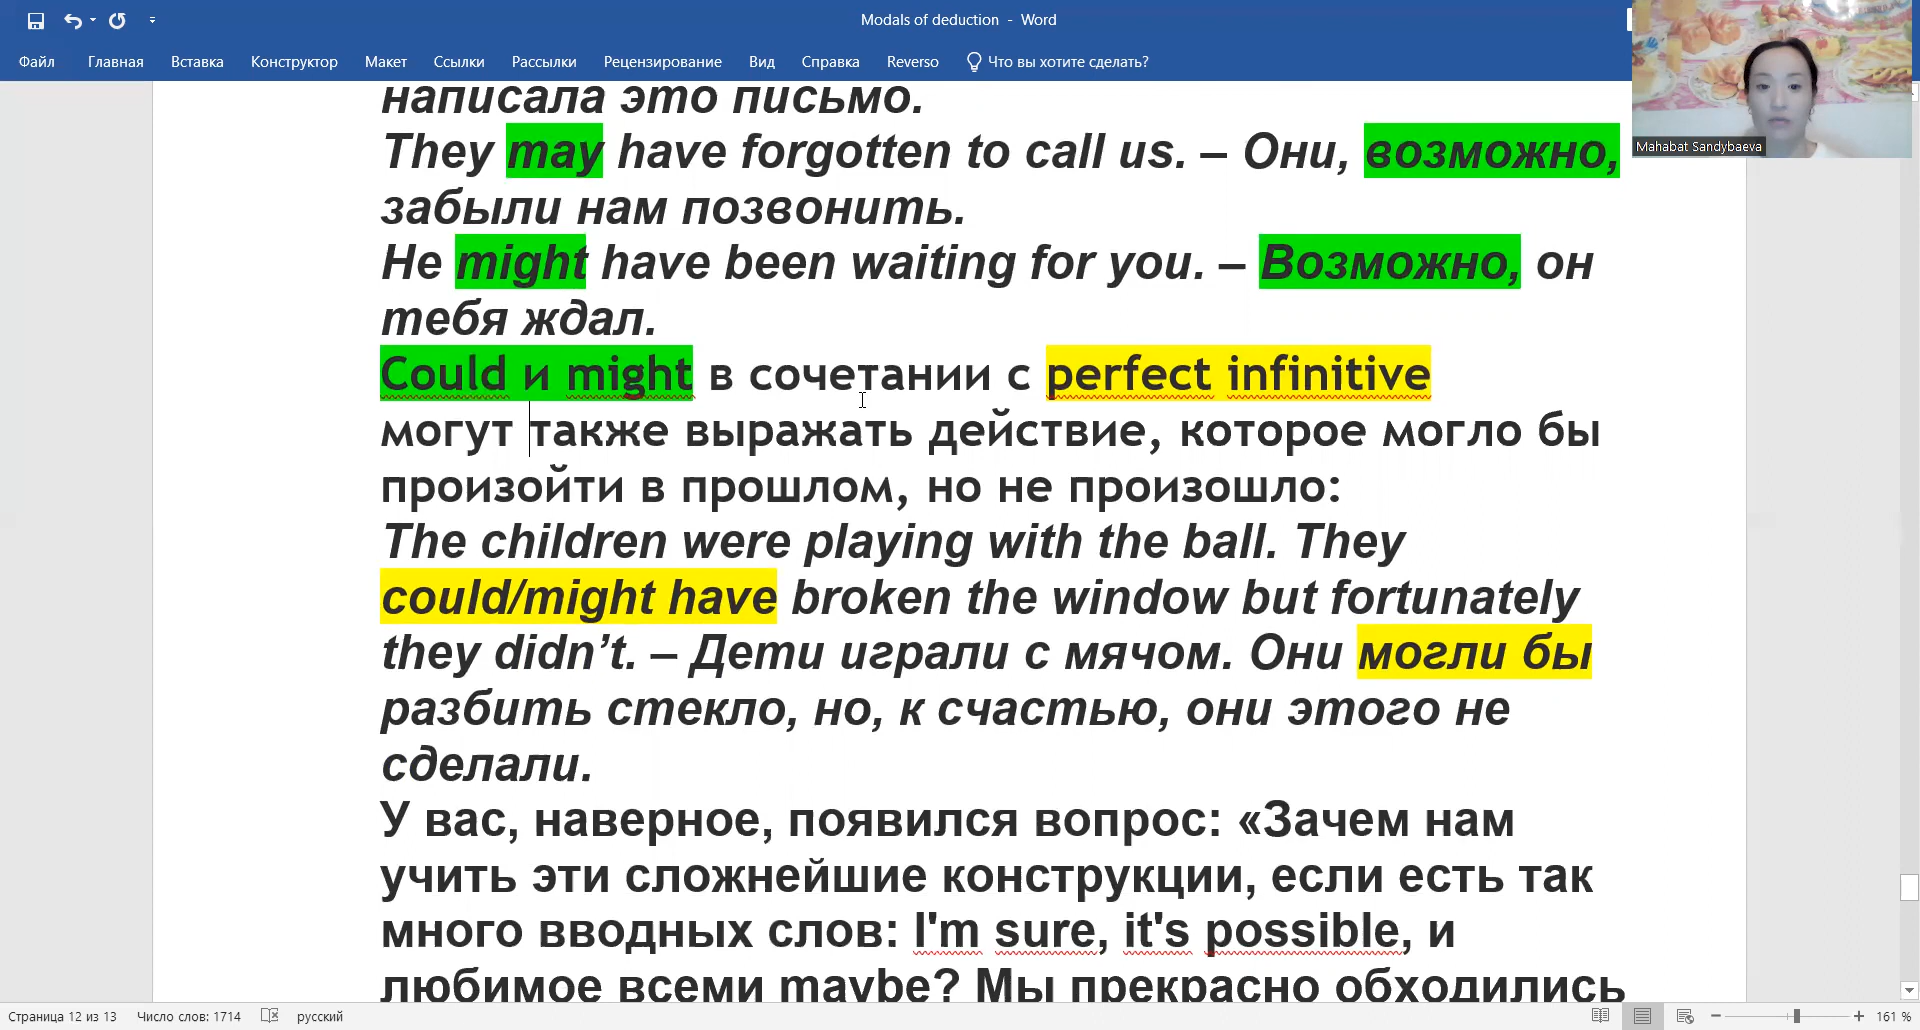 Modals of deduction - Word
Файл Главная Вставка Конструктор Макет Ссылки Рассылки Рецензирование Вид Справка Reverso Что вы хотите сделать?
Mahabat Sandybaeva
написала это письмо.
They may have forgotten to call us. – Они, возможно,
забыли нам позвонить.
He might have been waiting for you. – Возможно, он
тебя ждал.
Could и might в сочетании с perfect infinitive
могут также выражать действие, которое могло бы
произойти в прошлом, но не произошло:
The children were playing with the ball. They
could/might have broken the window but fortunately
they didn’t. – Дети играли с мячом. Они могли бы
разбить стекло, но, к счастью, они этого не
сделали.
У вас, наверное, появился вопрос: «Зачем нам
учить эти сложнейшие конструкции, если есть так
много вводных слов: I'm sure, it's possible, и
любимое всеми maybe? Мы прекрасно обходились
Страница 12 из 13 Число слов: 1714 русский 161 %